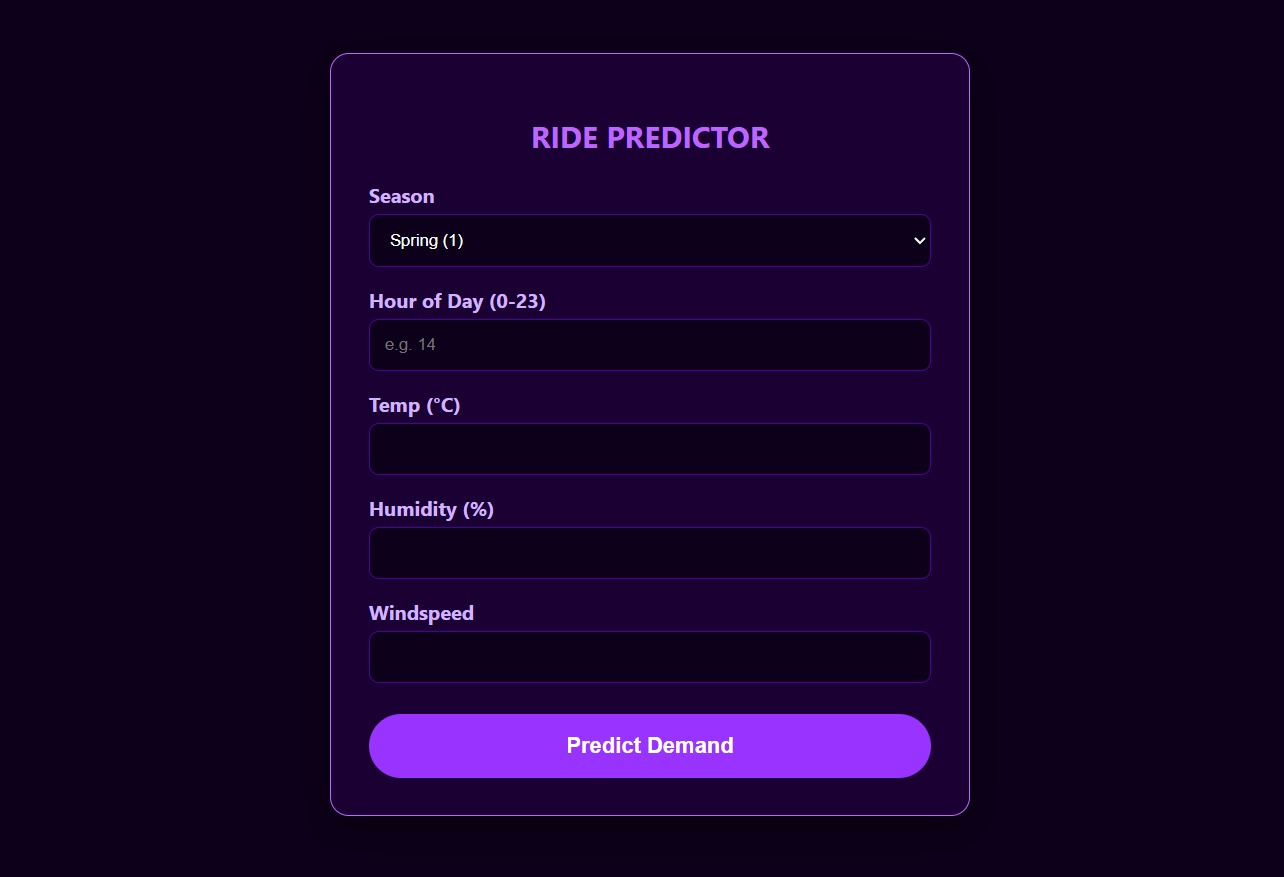 RIDE PREDICTOR
Season
Spring (1)
Hour of Day (0-23)
e.g. 14
Temp (°C)
Humidity (%)
Windspeed
Predict Demand